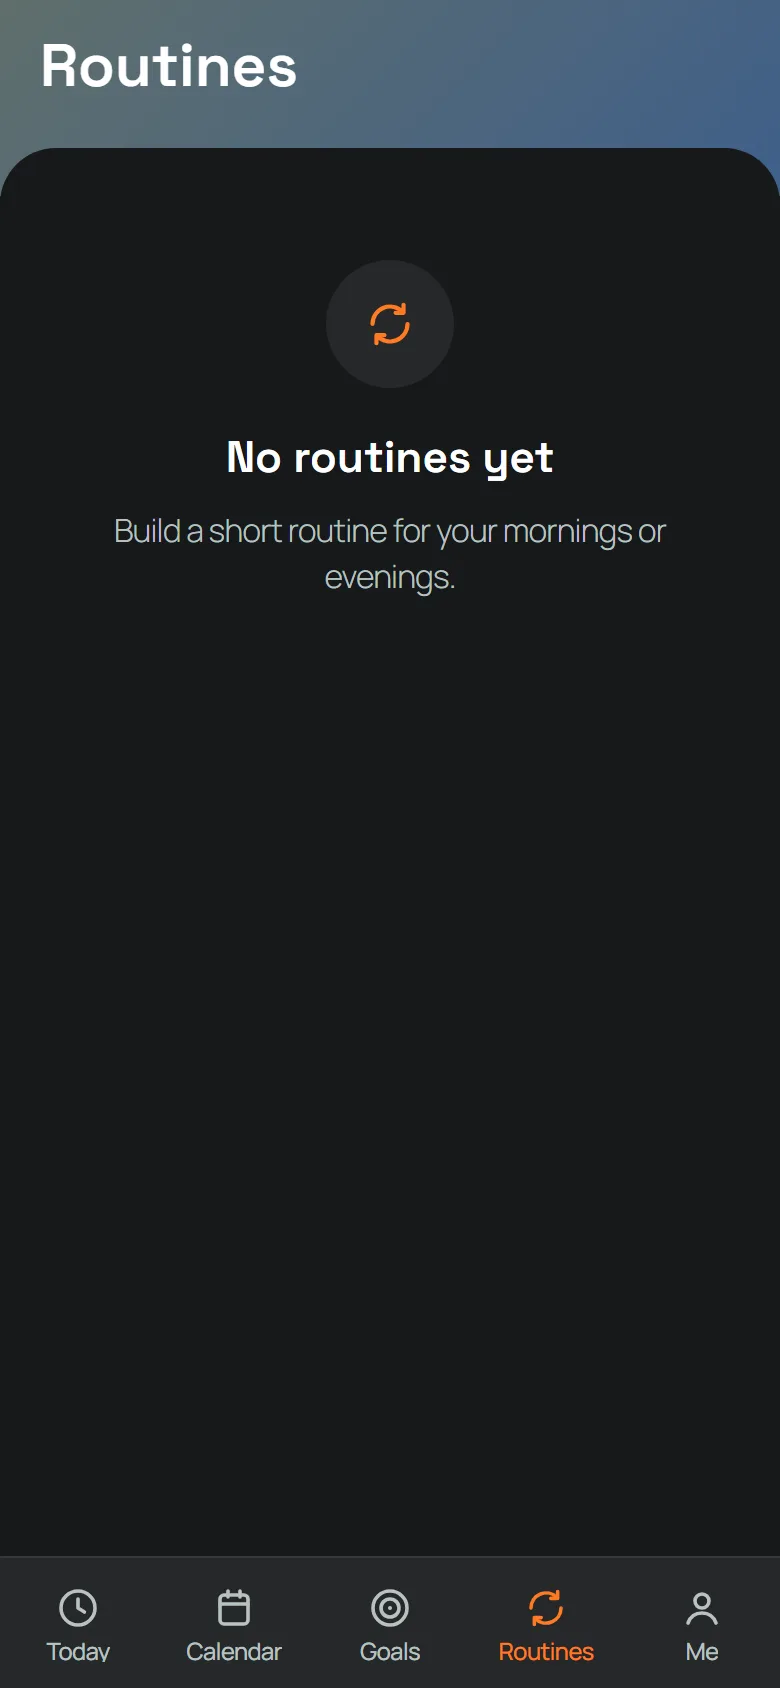 Routines
No routines yet
Build a short routine for your mornings or
evenings.
Today
Calendar
Goals
Routines
Me